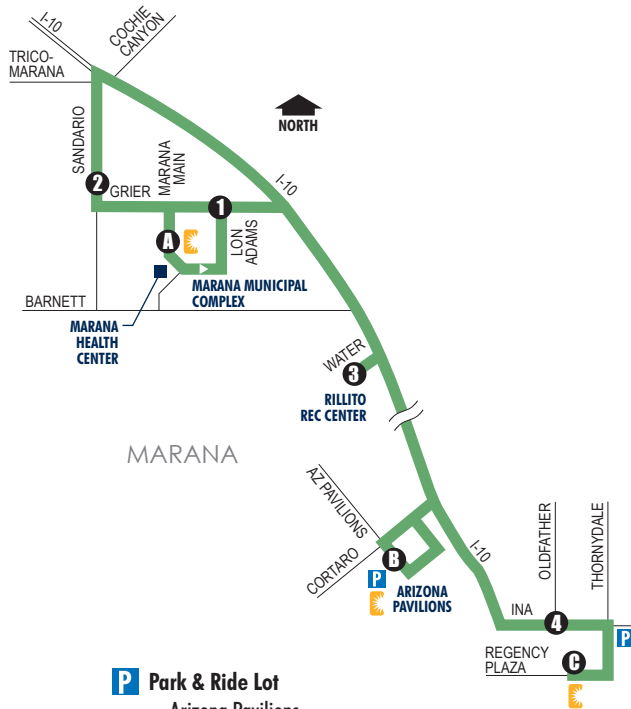 I-10
COCHIE
CANYON
TRICO-
MARANA
SANDARIO
MARANA
MAIN
NORTH
I-10
2
GRIER
1
A
LON
ADAMS
MARANA MUNICIPAL
COMPLEX
BARNETT
MARANA
HEALTH
CENTER
WATER
3
RILLITO
REC CENTER
MARANA
AZ PAVILIONS
CORTARO
B
P
ARIZONA
PAVILIONS
I-10
OLDFATHER
THORNYDALE
INA
4
P
REGENCY
PLAZA
C
P Park & Ride Lot
Arizona Pavilions